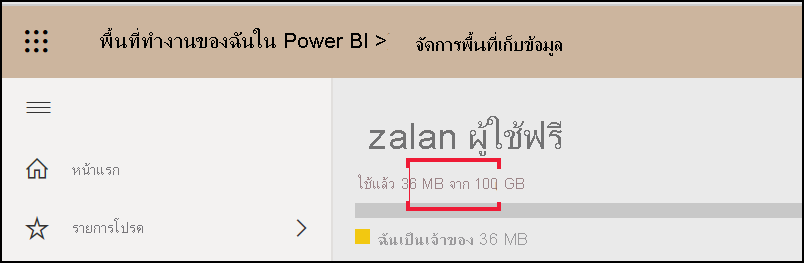 พื้นที่ทำงานของฉันใน Power BI > จัดการพื้นที่เก็บข้อมูล
zalan ผู้ใช้ฟรี
หน้าแรก
ใช้แล้ว 36 MB จาก 100 GB
รายการโปรด
ฉันเป็นเจ้าของ 36 MB